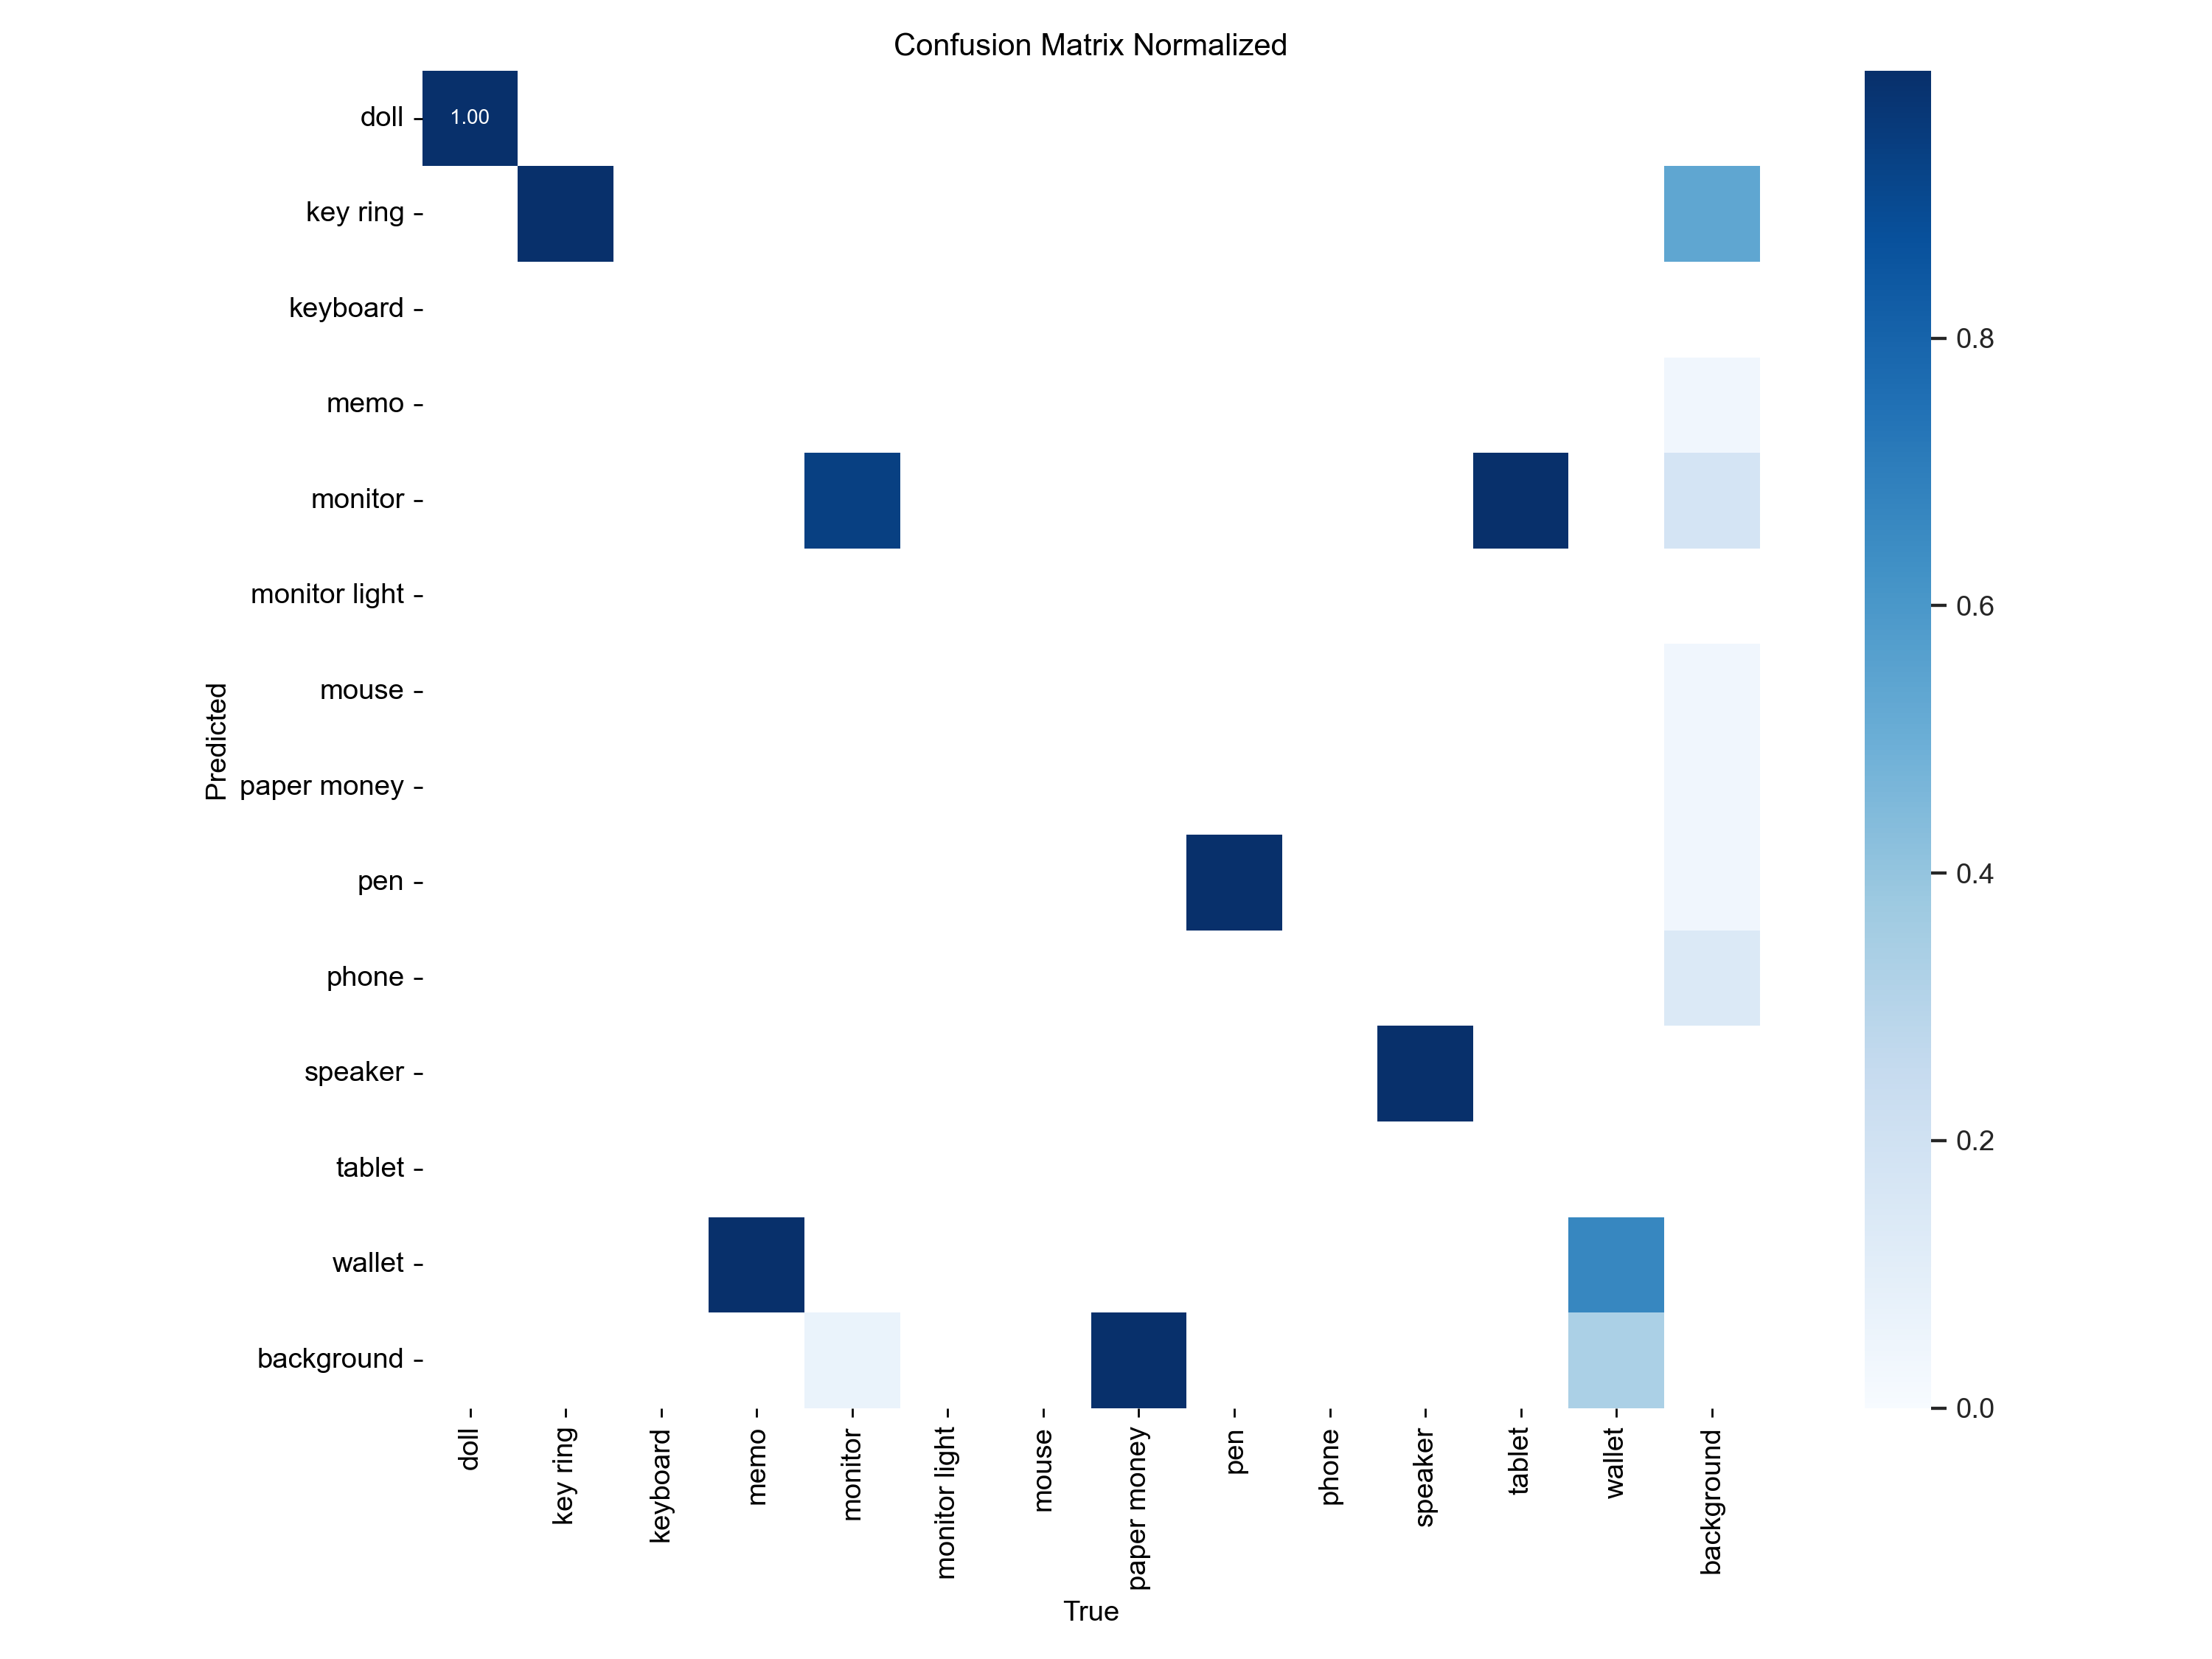 Confusion Matrix Normalized
doll
1.00
key ring
keyboard
memo
monitor
monitor light
mouse
paper money
pen
phone
speaker
tablet
wallet
background
Predicted
doll
key ring
keyboard
memo
monitor
monitor light
mouse
paper money
pen
phone
speaker
tablet
wallet
background
True
0.8
0.6
0.4
0.2
0.0